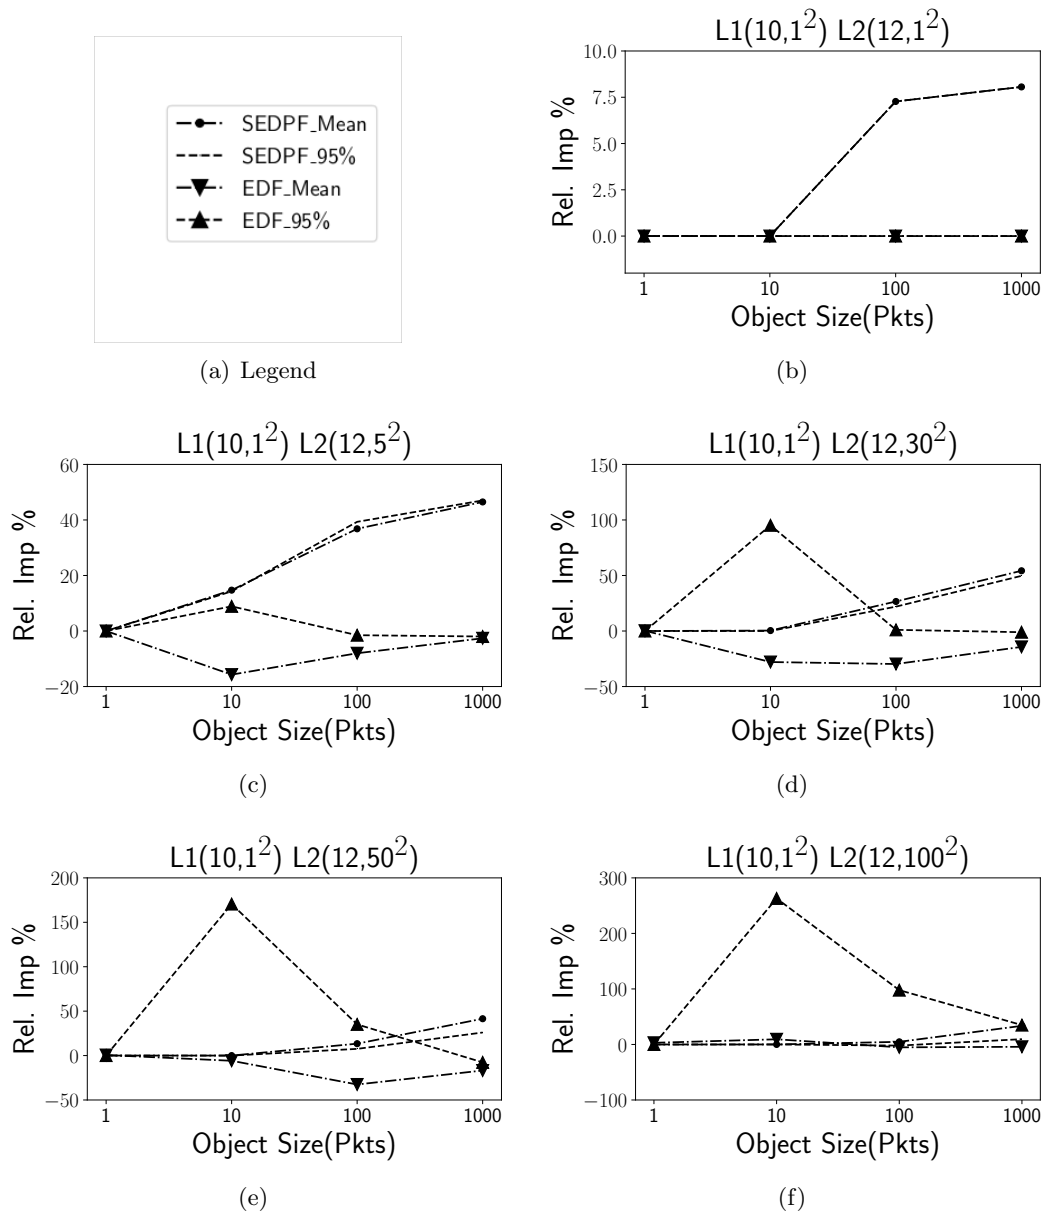 SEDPF_Mean
SEDPF_95%
EDF_Mean
EDF_95%
(a) Legend
L1(10,1²) L2(12,1²)
Rel. Imp %
10.0
7.5
5.0
2.5
0.0
1 10 100 1000
Object Size(Pkts)
(b)
L1(10,1²) L2(12,5²)
Rel. Imp %
60
40
20
0
−20
1 10 100 1000
Object Size(Pkts)
(c)
L1(10,1²) L2(12,30²)
Rel. Imp %
150
100
50
0
−50
1 10 100 1000
Object Size(Pkts)
(d)
L1(10,1²) L2(12,50²)
Rel. Imp %
200
150
100
50
0
−50
1 10 100 1000
Object Size(Pkts)
(e)
L1(10,1²) L2(12,100²)
Rel. Imp %
300
200
100
0
−100
1 10 100 1000
Object Size(Pkts)
(f)